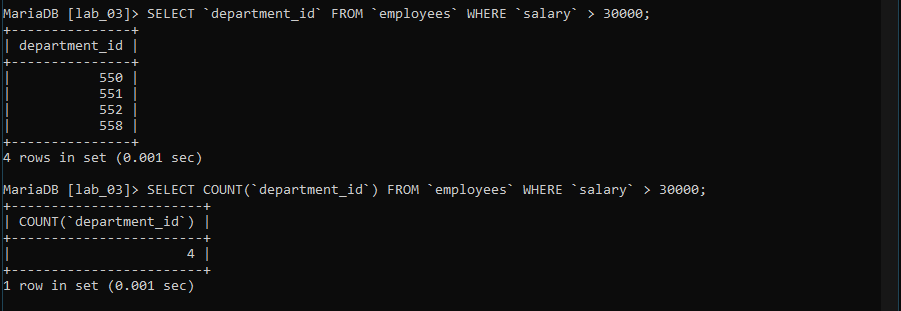 MariaDB [lab_03]> SELECT `department_id` FROM `employees` WHERE `salary` > 30000;
+---------------+
| department_id |
+---------------+
|           550 |
|           551 |
|           552 |
|           558 |
+---------------+
4 rows in set (0.001 sec)

MariaDB [lab_03]> SELECT COUNT(`department_id`) FROM `employees` WHERE `salary` > 30000;
+------------------------+
| COUNT(`department_id`) |
+------------------------+
|                      4 |
+------------------------+
1 row in set (0.001 sec)